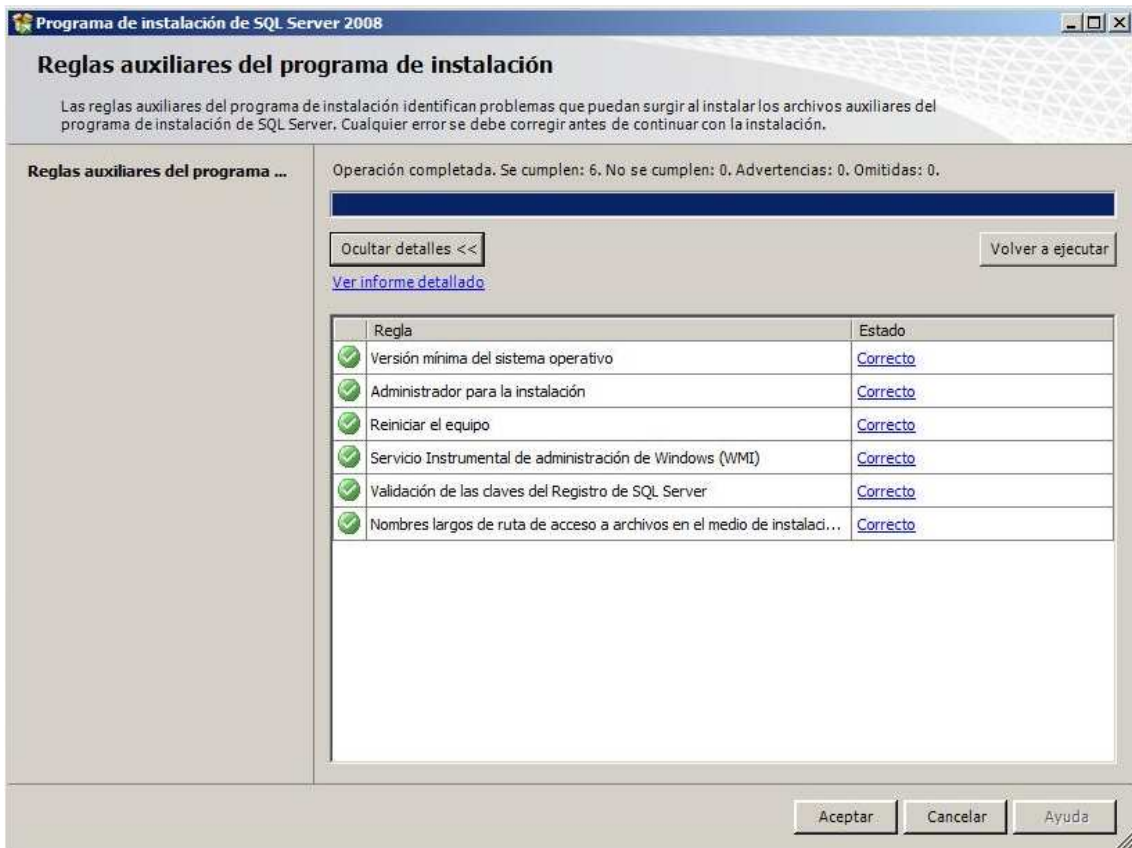 Programa de instalación de SQL Server 2008
Reglas auxiliares del programa de instalación
Las reglas auxiliares del programa de instalación identifican problemas que puedan surgir al instalar los archivos auxiliares del
programa de instalación de SQL Server. Cualquier error se debe corregir antes de continuar con la instalación.
Reglas auxiliares del programa ...
Operación completada. Se cumplen: 6. No se cumplen: 0. Advertencias: 0. Omitidas: 0.
Ocultar detalles <<
Volver a ejecutar
Ver informe detallado
Regla Estado
Versión mínima del sistema operativo Correcto
Administrador para la instalación Correcto
Reiniciar el equipo Correcto
Servicio Instrumental de administración de Windows (WMI) Correcto
Validación de las claves del Registro de SQL Server Correcto
Nombres largos de ruta de acceso a archivos en el medio de instalaci... Correcto
Aceptar Cancelar Ayuda